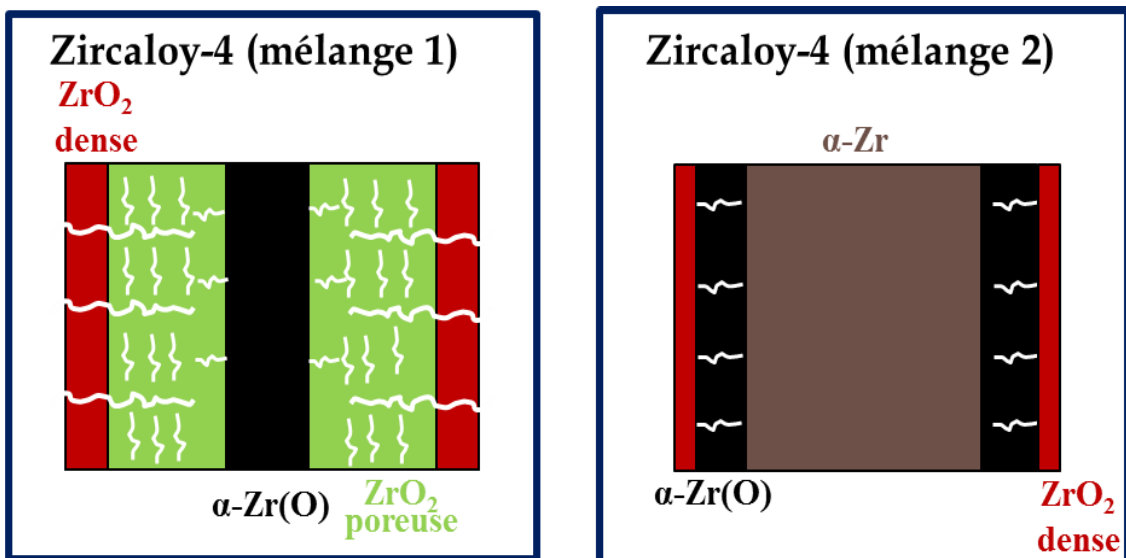 Zircaloy-4 (mélange 1)
ZrO₂
dense
α-Zr(O)
ZrO₂
poreuse
Zircaloy-4 (mélange 2)
α-Zr
α-Zr(O)
ZrO₂
dense